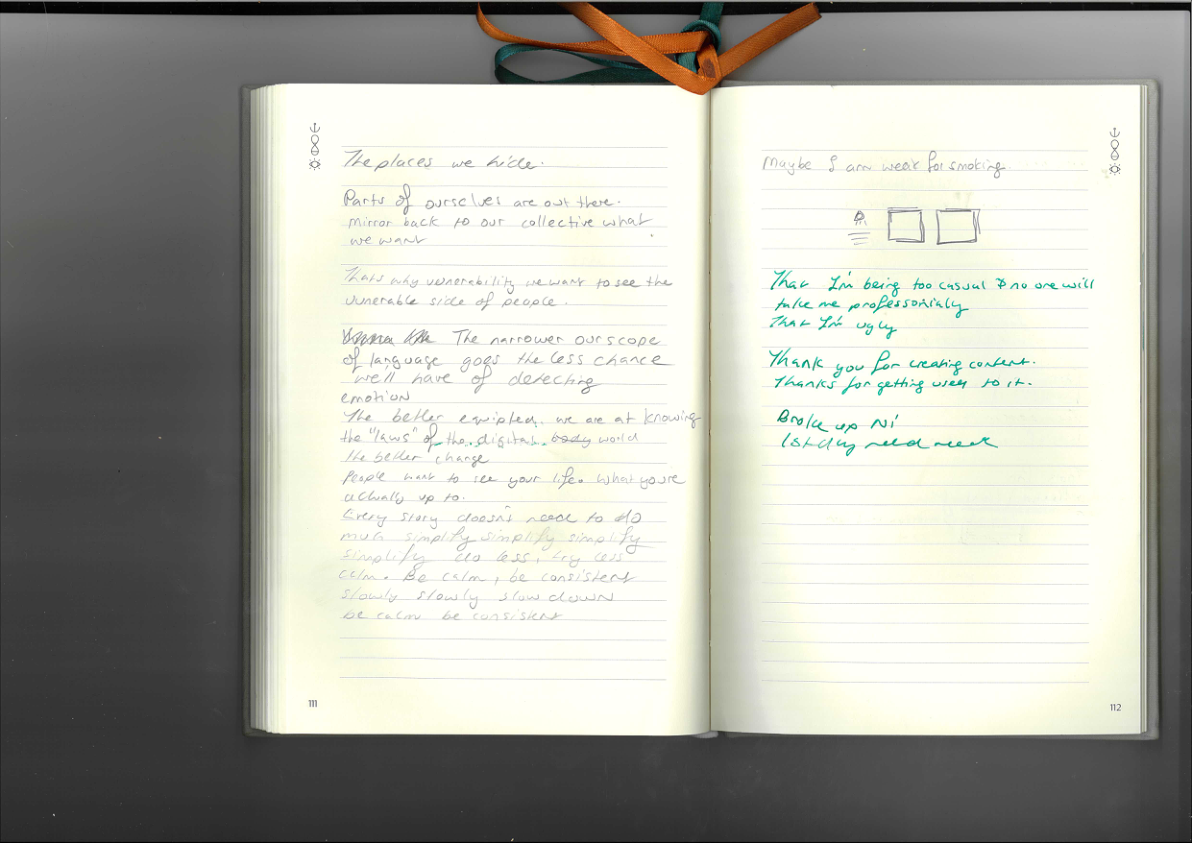 The places we hide.
Parts of ourselves are out there.
mirror back to our collective what
we want
Thats why vunerability we want to see the
vunerable side of people.
The narrower our scope
of language goes the less chance
we'll have of detecting
emotion
The better equipted we are at knowing
the "laws" of the digital body world
the better change
People want to see your life. What you're
actually up to.
Every story doesn't need to do
much simplify simplify simplify
simplify do less, try less
calm. Be calm, be consistent
slowly slowly slow down
be calm be consistent
111
Maybe I am weak for smoking.
That I'm being too casual & no one will
take me professionialy
That I'm ugly
Thank you for creating content.
Thanks for getting used to it.
Broke up
1st day
112